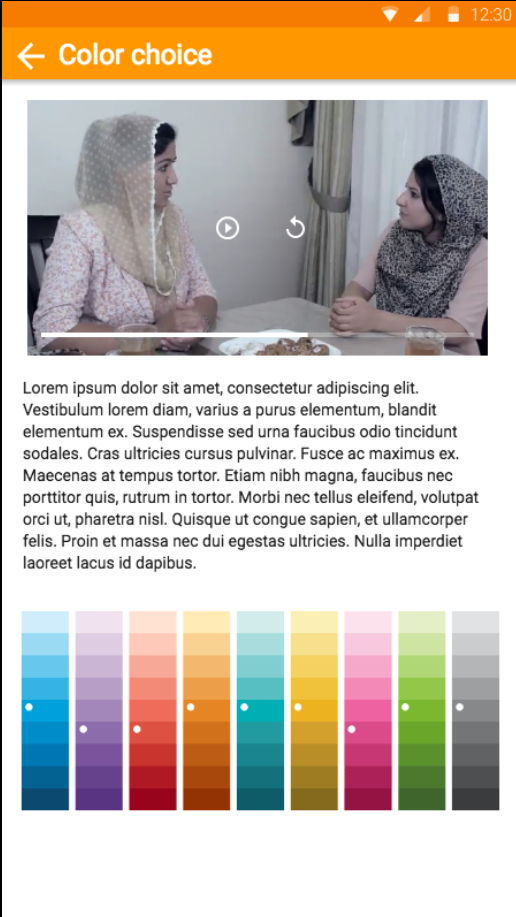 12:30
Color choice
Lorem ipsum dolor sit amet, consectetur adipiscing elit.
Vestibulum lorem diam, varius a purus elementum, blandit
elementum ex. Suspendisse sed urna faucibus odio tincidunt
sodales. Cras ultricies cursus pulvinar. Fusce ac maximus ex.
Maecenas at tempus tortor. Etiam nibh magna, faucibus nec
porttitor quis, rutrum in tortor. Morbi nec tellus eleifend, volutpat
orci ut, pharetra nisl. Quisque ut congue sapien, et ullamcorper
felis. Proin et massa nec dui egestas ultricies. Nulla imperdiet
laoreet lacus id dapibus.